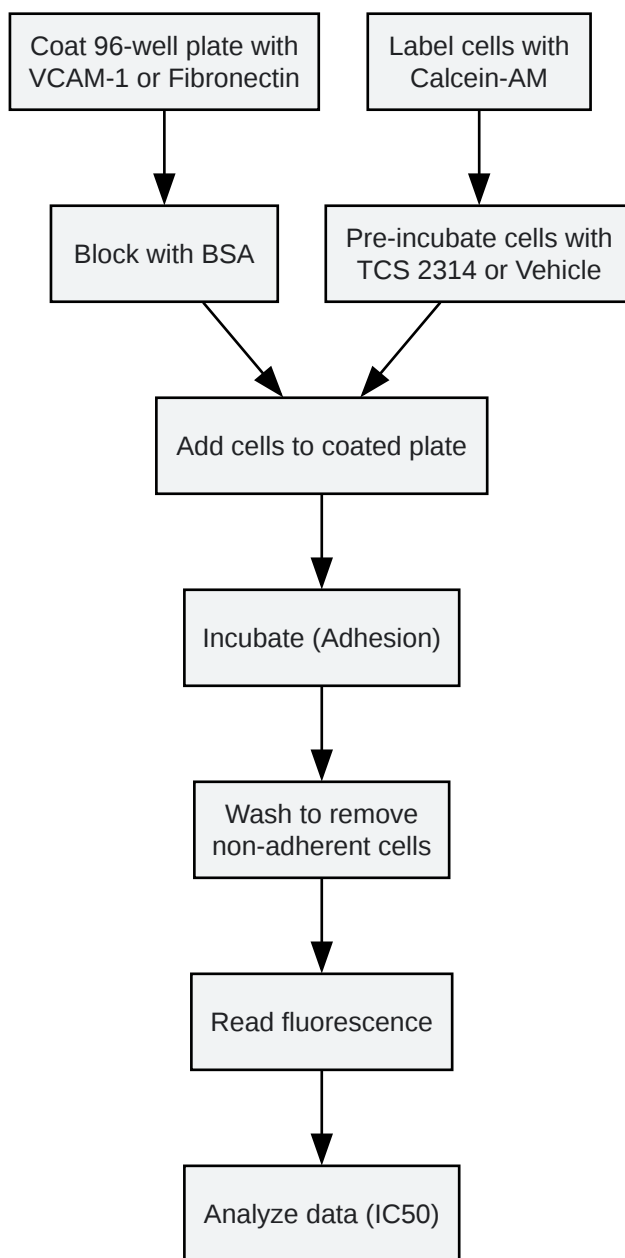 Coat 96-well plate with
VCAM-1 or Fibronectin
Label cells with
Calcein-AM
Block with BSA
Pre-incubate cells with
TCS 2314 or Vehicle
Add cells to coated plate
Incubate (Adhesion)
Wash to remove
non-adherent cells
Read fluorescence
Analyze data (IC50)